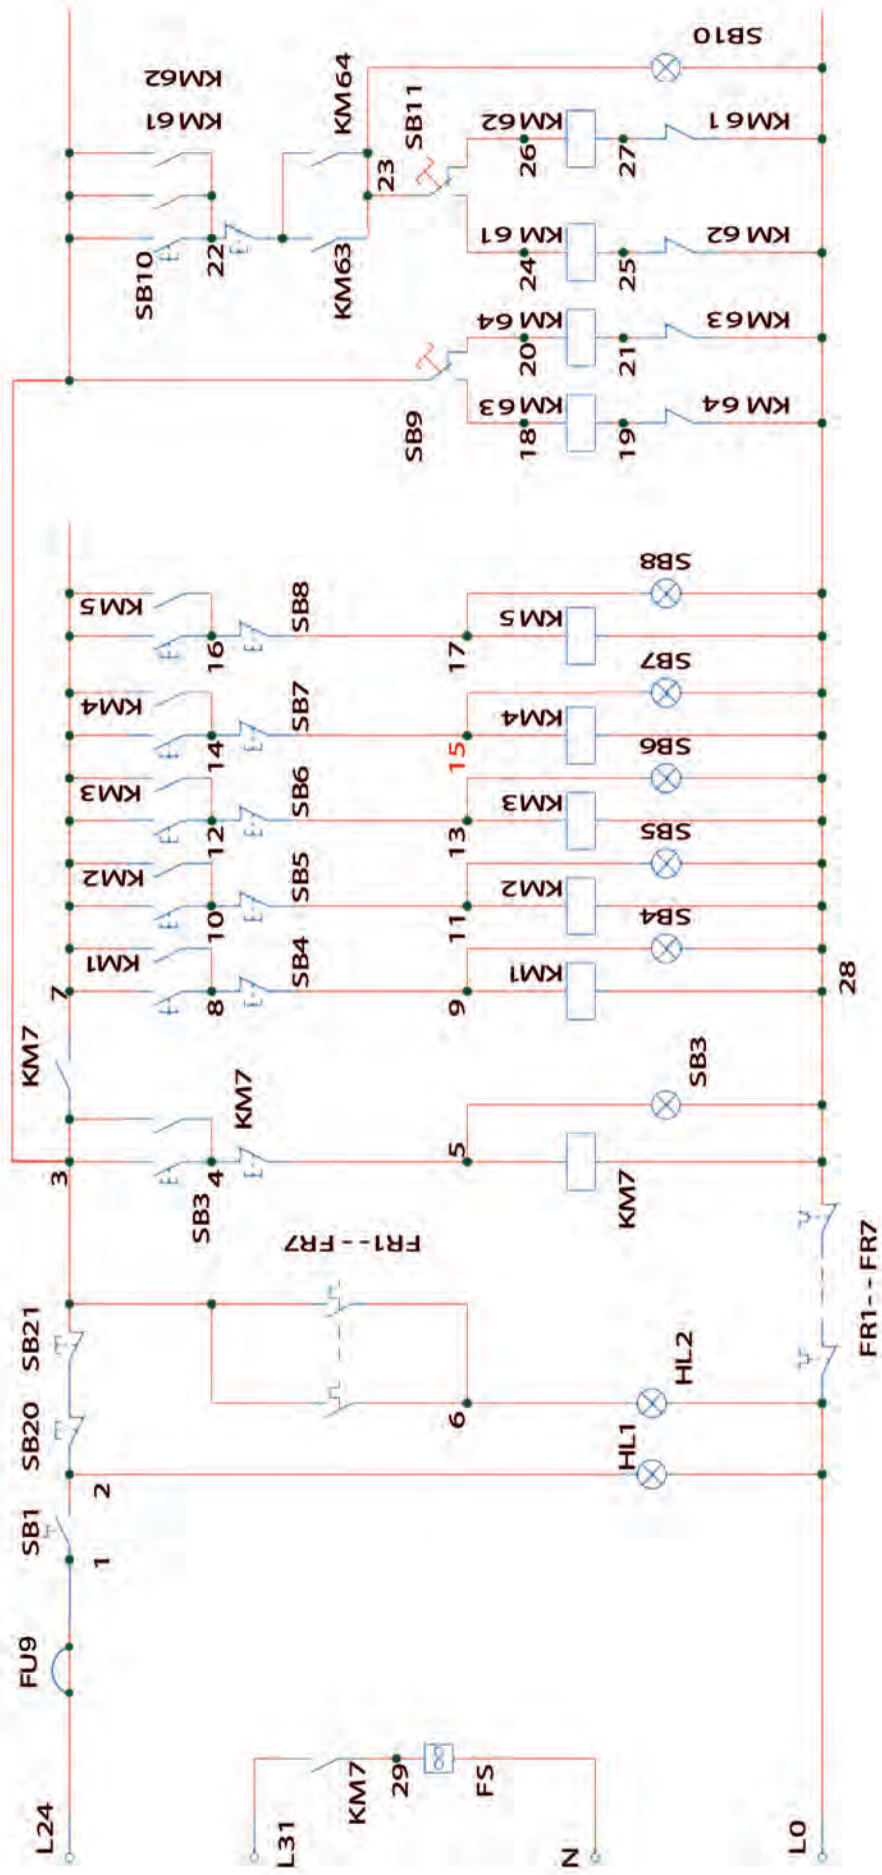 L24
FU9
1
SB1
2
SB20
SB21
3
KM7
7
KM1
KM2
KM3
KM4
KM5
SB10
KM61
KM62
SB3
4
KM7
8
SB4
10
SB5
12
SB6
14
SB7
16
SB8
22
KM63
KM64
23
L31
KM7
29
FS
N
FR1--FR7
6
5
9
11
13
15
17
SB9
SB11
KM7
KM1
KM2
KM3
KM4
KM5
18
KM63
20
KM64
24
KM61
26
KM62
19
21
25
27
HL1
HL2
SB3
SB4
SB5
SB6
SB7
SB8
KM64
KM63
KM62
KM61
SB10
L0
FR1--FR7
28